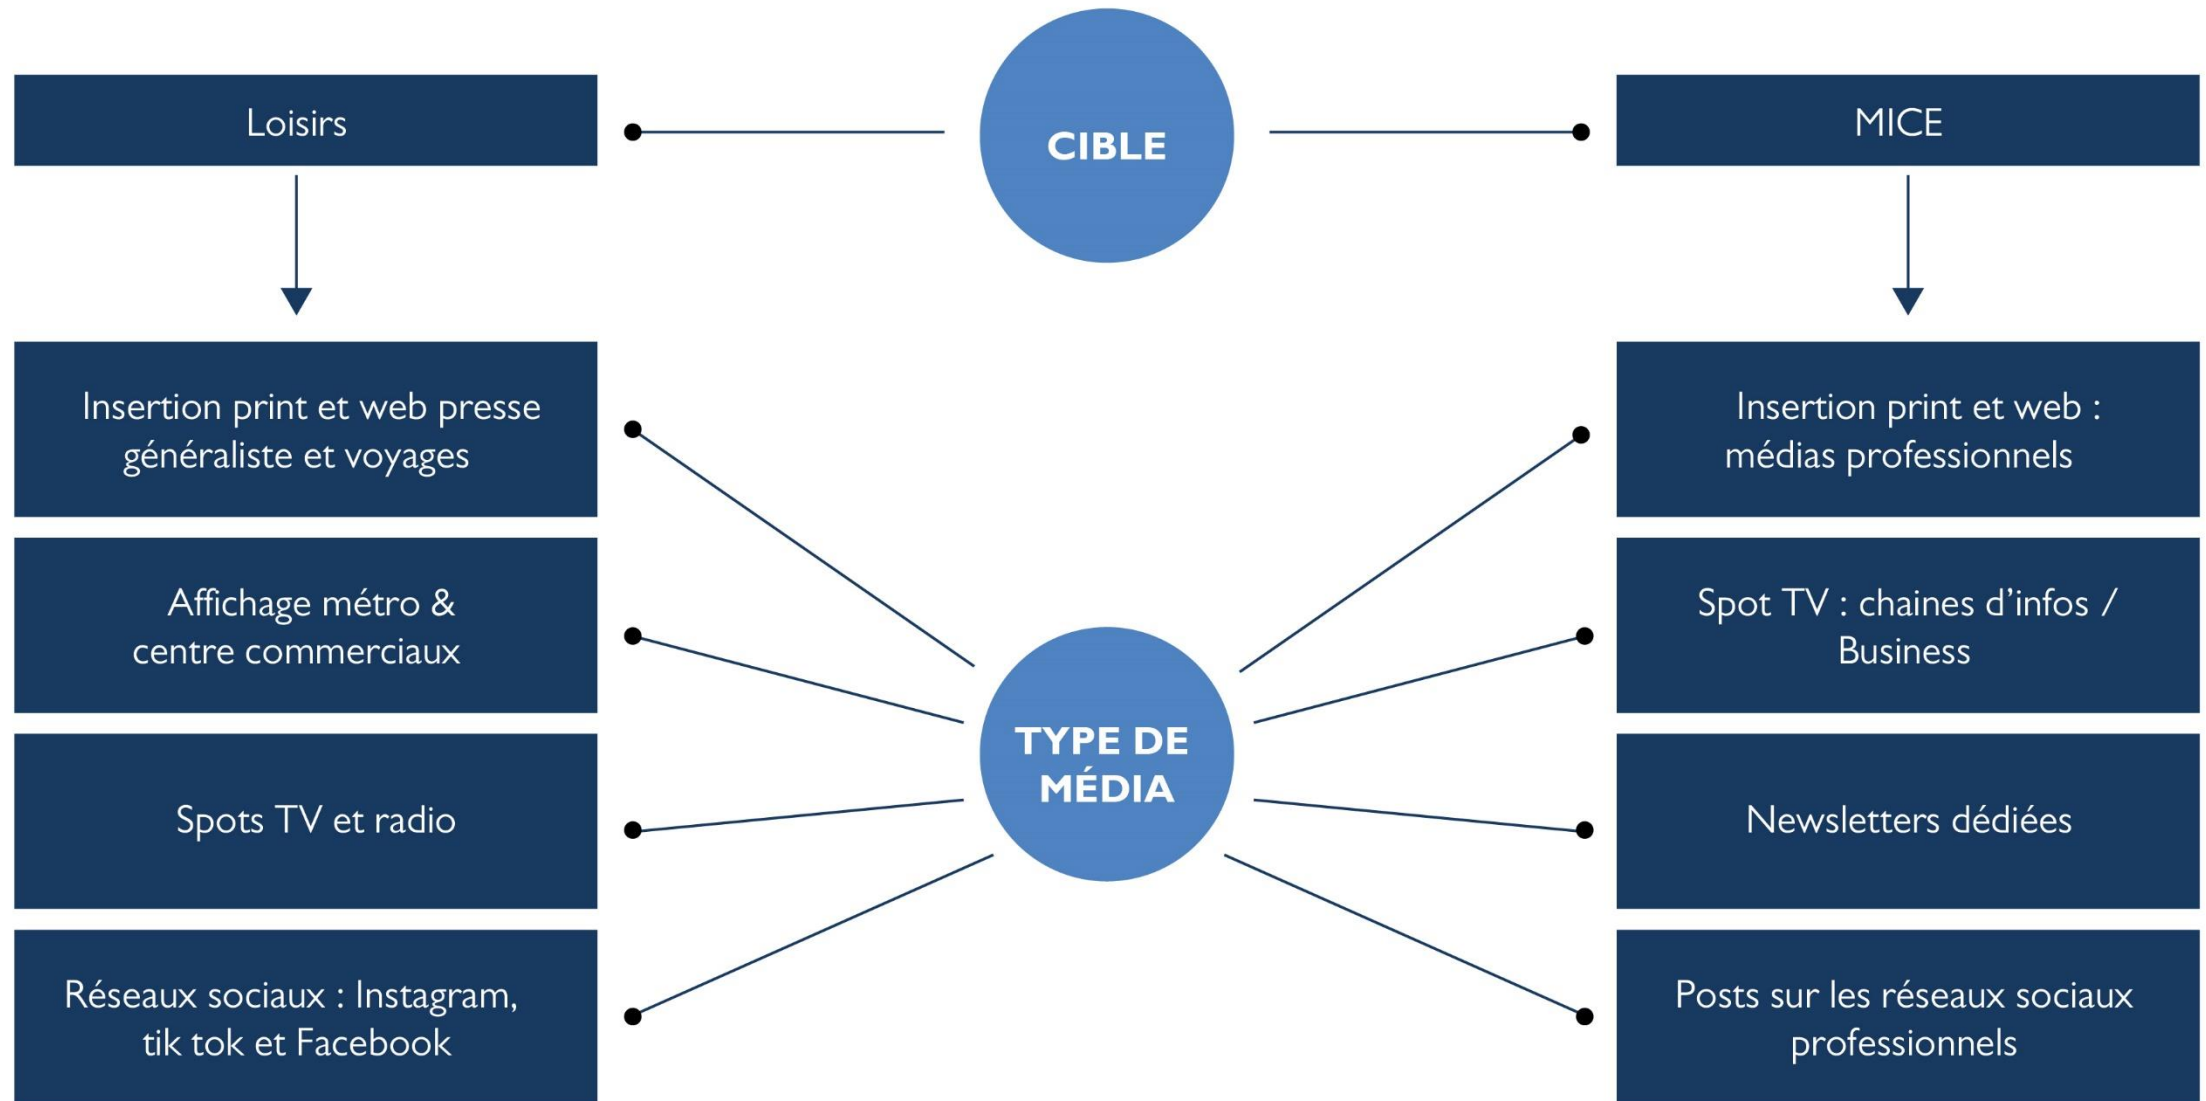 Loisirs
CIBLE
MICE
Insertion print et web presse
généraliste et voyages
Affichage métro &
centre commerciaux
Spots TV et radio
Réseaux sociaux : Instagram,
tik tok et Facebook
TYPE DE
MÉDIA
Insertion print et web :
médias professionnels
Spot TV : chaines d’infos /
Business
Newsletters dédiées
Posts sur les réseaux sociaux
professionnels